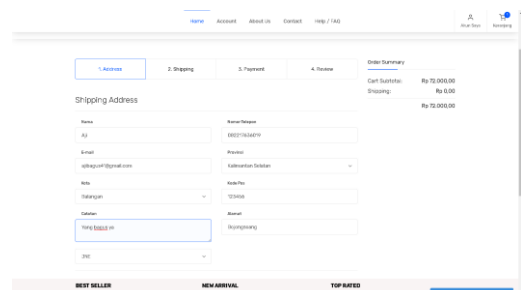 Home Account About Us Contact Help / FAQ
Akun Saya Keranjang
1. Address 2. Shipping 3. Payment 4. Review
Order Summary
Cart Subtotal: Rp 72.000,00
Shipping: Rp 0,00
Rp 72.000,00
Shipping Address
Nama Nomor Telepon
Aji
E-mail Provinsi
Kalimantan Selatan
Kota Kode Pos
Balangan 123456
Catatan Alamat
Yang bagus ya
JNE
BEST SELLER NEW ARRIVAL TOP RATED